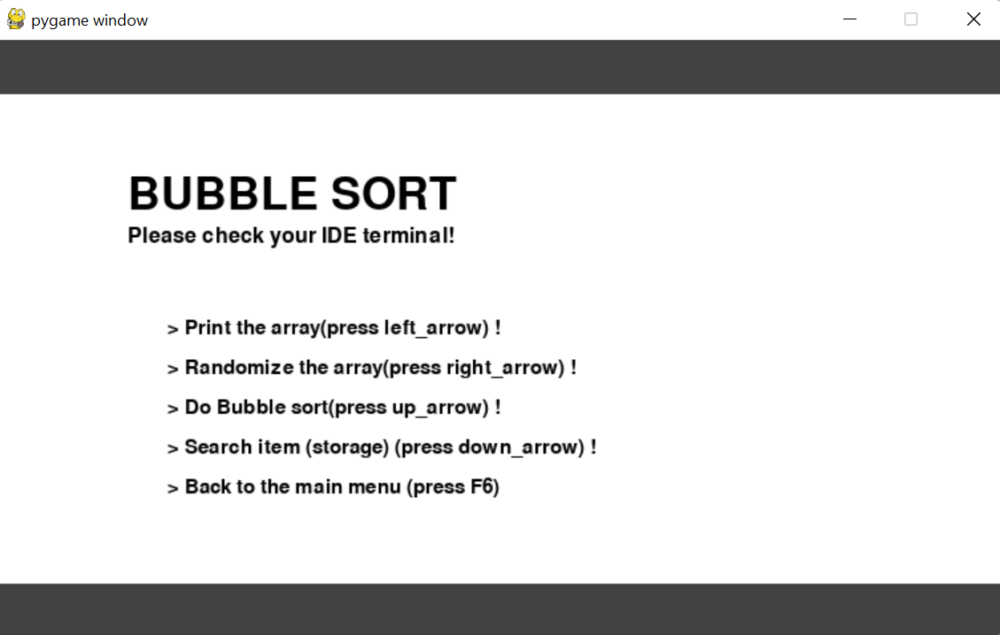 pygame window
BUBBLE SORT
Please check your IDE terminal!
> Print the array(press left_arrow) !
> Randomize the array(press right_arrow) !
> Do Bubble sort(press up_arrow) !
> Search item (storage) (press down_arrow) !
> Back to the main menu (press F6)